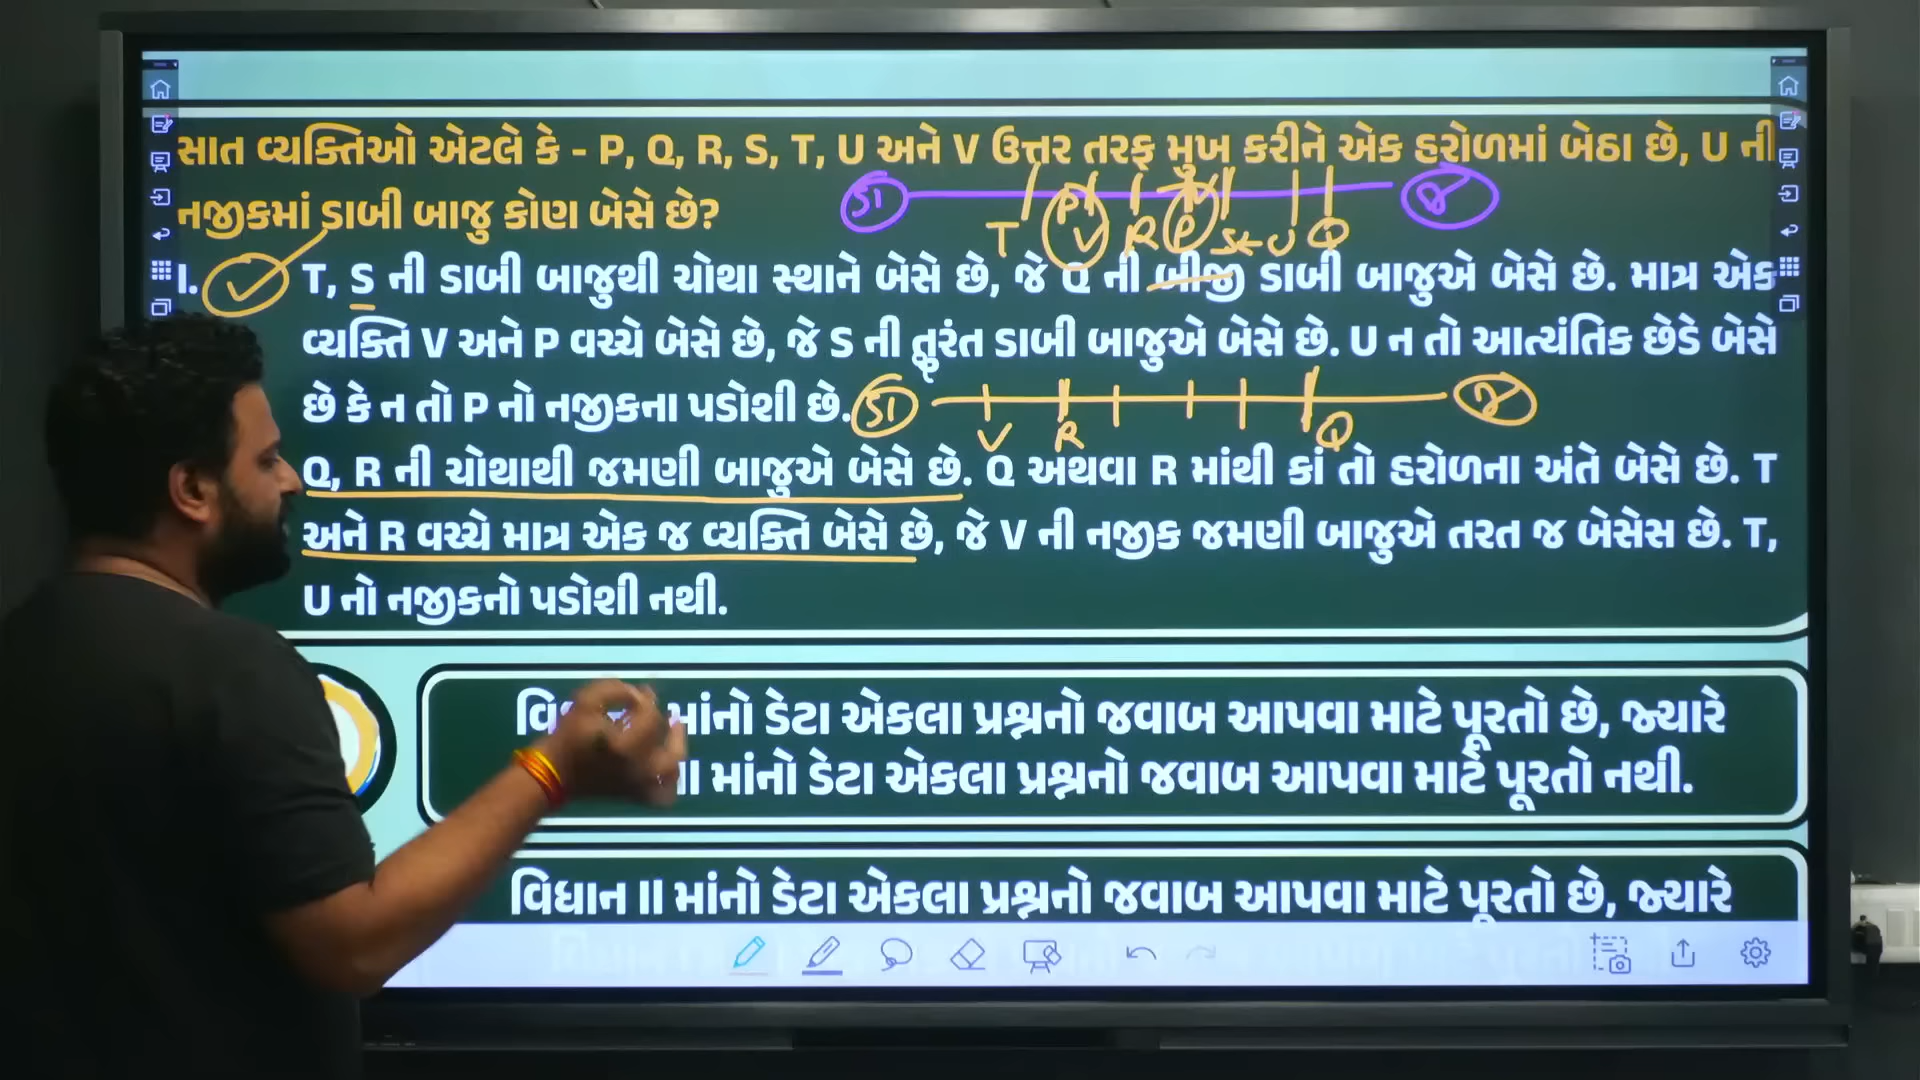 સાત વ્યક્તિઓ એટલે કે - P, Q, R, S, T, U અને V ઉત્તર તરફ મુખ કરીને એક હરોળમાં બેઠા છે, U ની
નજીકમાં ડાબી બાજુ કોણ બેસે છે?
ડા
જ
T V R P S U Q
I. T, S ની ડાબી બાજુથી ચોથા સ્થાને બેસે છે, જે Q ની બીજી ડાબી બાજુએ બેસે છે. માત્ર એક
વ્યક્તિ V અને P વચ્ચે બેસે છે, જે S ની તુરંત ડાબી બાજુએ બેસે છે. U ન તો આત્યંતિક છેડે બેસે
છે કે ન તો P નો નજીકના પડોશી છે.
ડા
જ
V R Q
Q, R ની ચોથાથી જમણી બાજુએ બેસે છે. Q અથવા R માંથી કાં તો હરોળના અંતે બેસે છે. T
અને R વચ્ચે માત્ર એક જ વ્યક્તિ બેસે છે, જે V ની નજીક જમણી બાજુએ તરત જ બેસેસ છે. T,
U નો નજીકનો પડોશી નથી.
માંનો ડેટા એકલા પ્રશ્નનો જવાબ આપવા માટે પૂરતો છે, જ્યારે
II માંનો ડેટા એકલા પ્રશ્નનો જવાબ આપવા માટે પૂરતો નથી.
વિધાન II માંનો ડેટા એકલા પ્રશ્નનો જવાબ આપવા માટે પૂરતો છે, જ્યારે